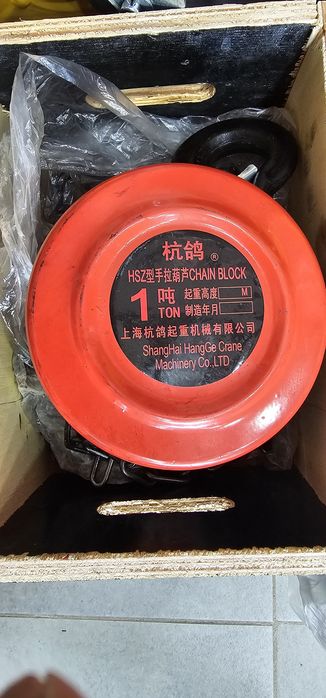 杭鸽 ®
HSZ型手拉葫芦CHAIN BLOCK
1 吨 TON
起重高度 M
制造年月
上海杭鸽起重机械有限公司
ShangHai HangGe Crane
Machinery Co.,LTD